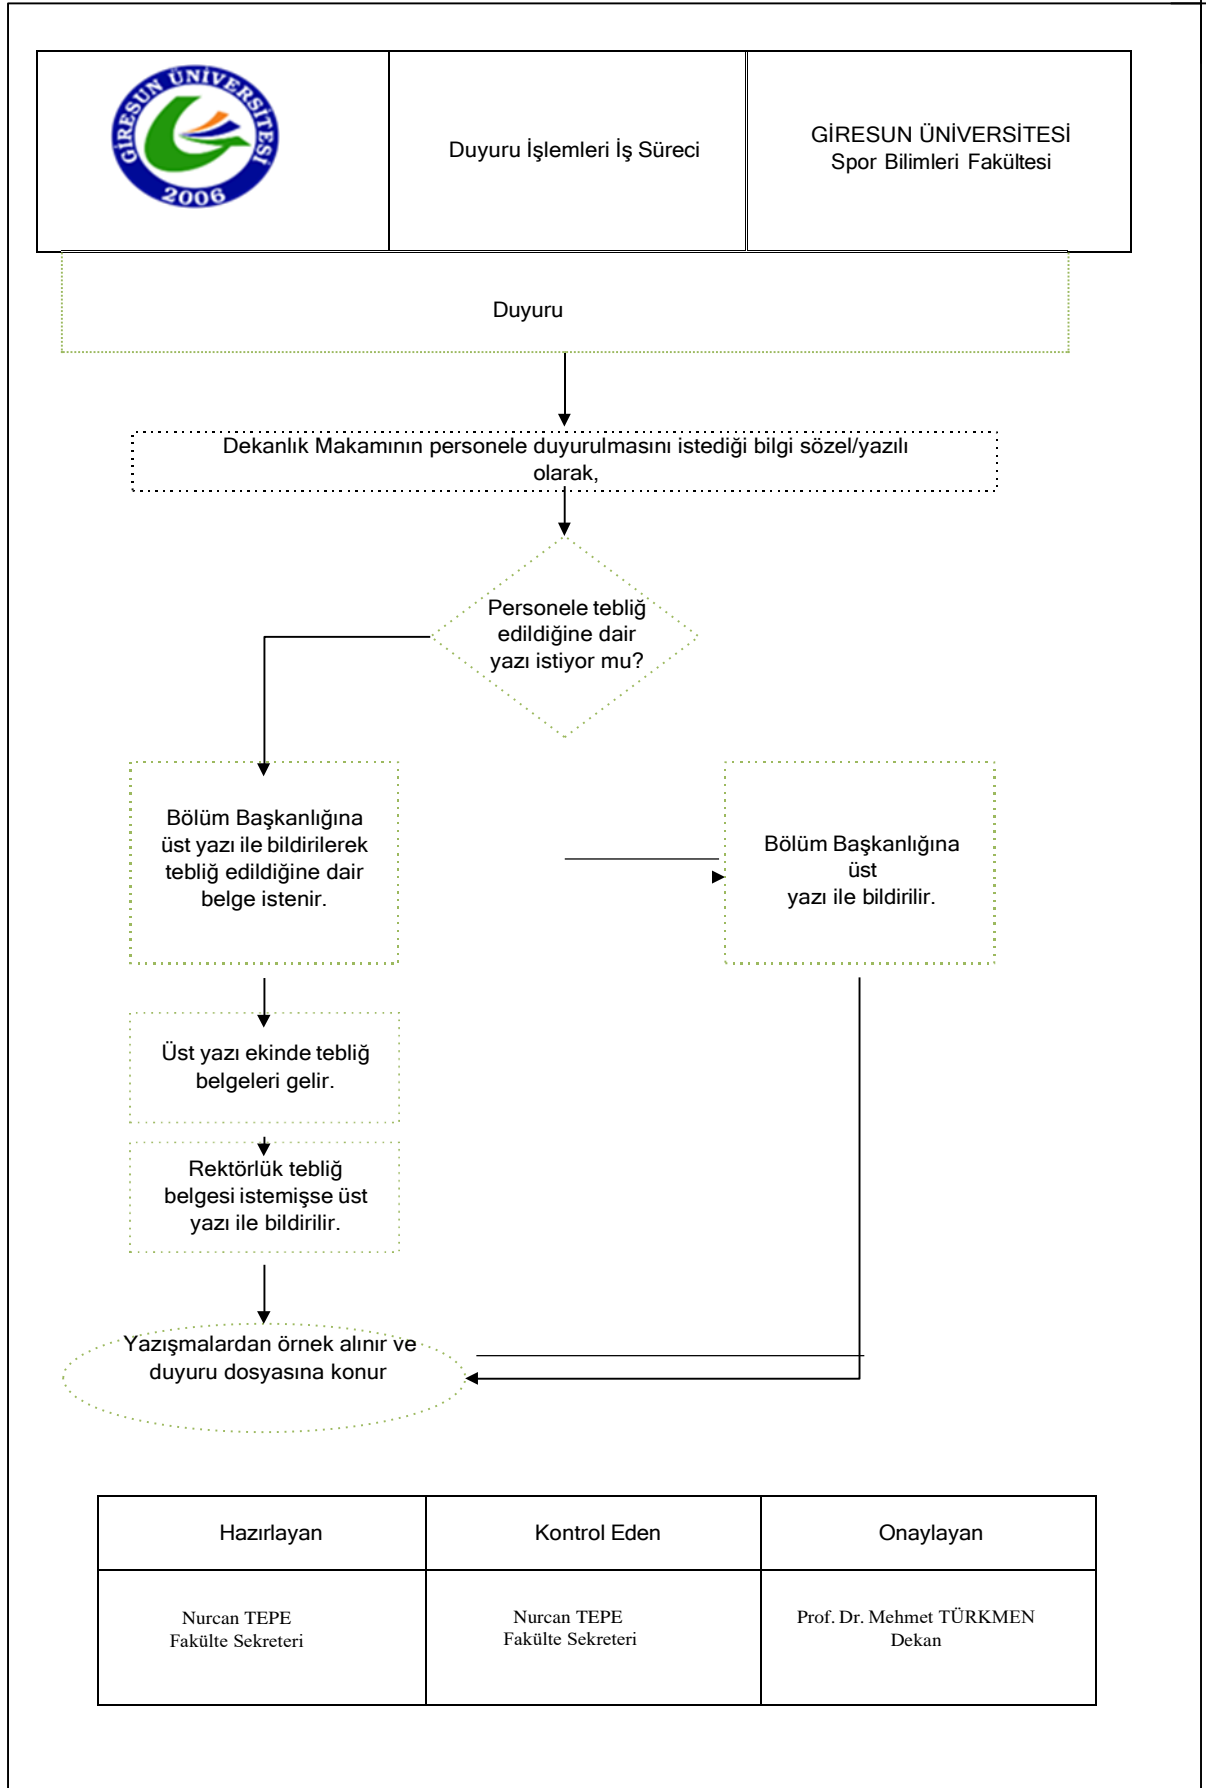 GİRESUN ÜNİVERSİTESİ
2006
Duyuru İşlemleri İş Süreci
GİRESUN ÜNİVERSİTESİ
Spor Bilimleri Fakültesi
Duyuru
Dekanlık Makamının personele duyurulmasını istediği bilgi sözel/yazılı
olarak,
Personele tebliğ
edildiğine dair
yazı istiyor mu?
Bölüm Başkanlığına
üst yazı ile bildirilerek
tebliğ edildiğine dair
belge istenir.
Bölüm Başkanlığına
üst
yazı ile bildirilir.
Üst yazı ekinde tebliğ
belgeleri gelir.
Rektörlük tebliğ
belgesi istemişse üst
yazı ile bildirilir.
Yazışmalardan örnek alınır ve
duyuru dosyasına konur
Hazırlayan
Kontrol Eden
Onaylayan
Nurcan TEPE
Fakülte Sekreteri
Nurcan TEPE
Fakülte Sekreteri
Prof. Dr. Mehmet TÜRKMEN
Dekan